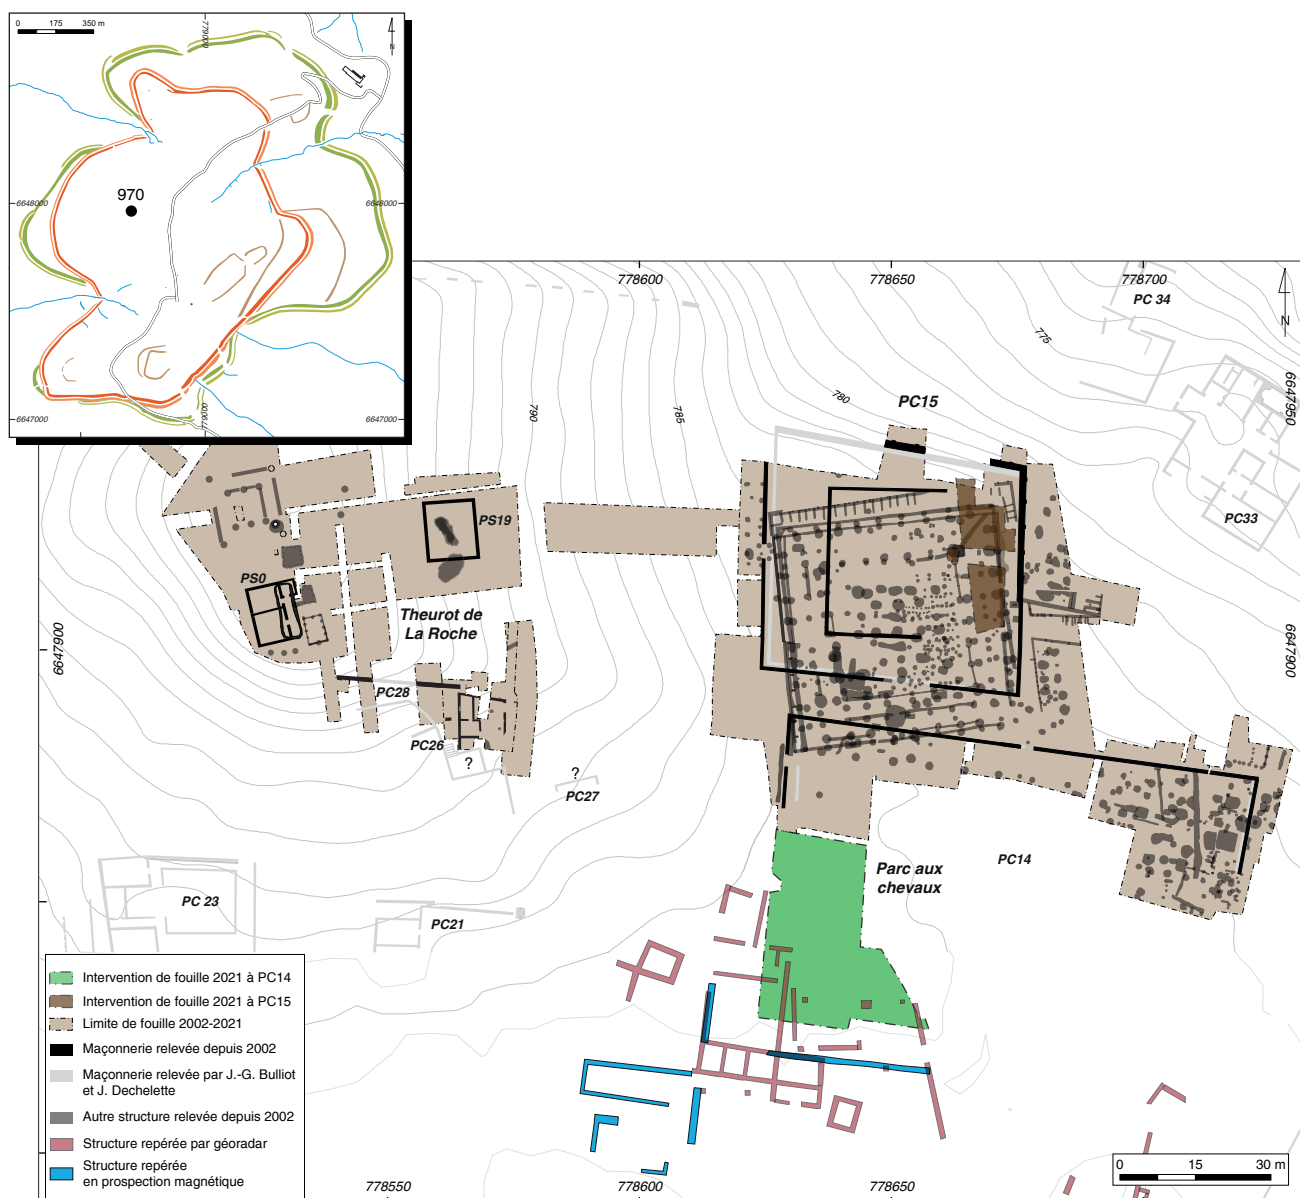 0 175 350 m
779000
N
970
6648000
6648000
6647000
6647000
779000
778600
778650
778700
PC 34
N
775
780
785
790
PC15
6647950
PC33
PS19
PS0
Theurot de
La Roche
6647900
6647900
PC28
PC26
?
?
PC27
PC14
Parc aux
chevaux
PC 23
PC21
Intervention de fouille 2021 à PC14
Intervention de fouille 2021 à PC15
Limite de fouille 2002-2021
Maçonnerie relevée depuis 2002
Maçonnerie relevée par J.-G. Bulliot
et J. Dechelette
Autre structure relevée depuis 2002
Structure repérée par géoradar
Structure repérée
en prospection magnétique
0 15 30 m
778550
778600
778650